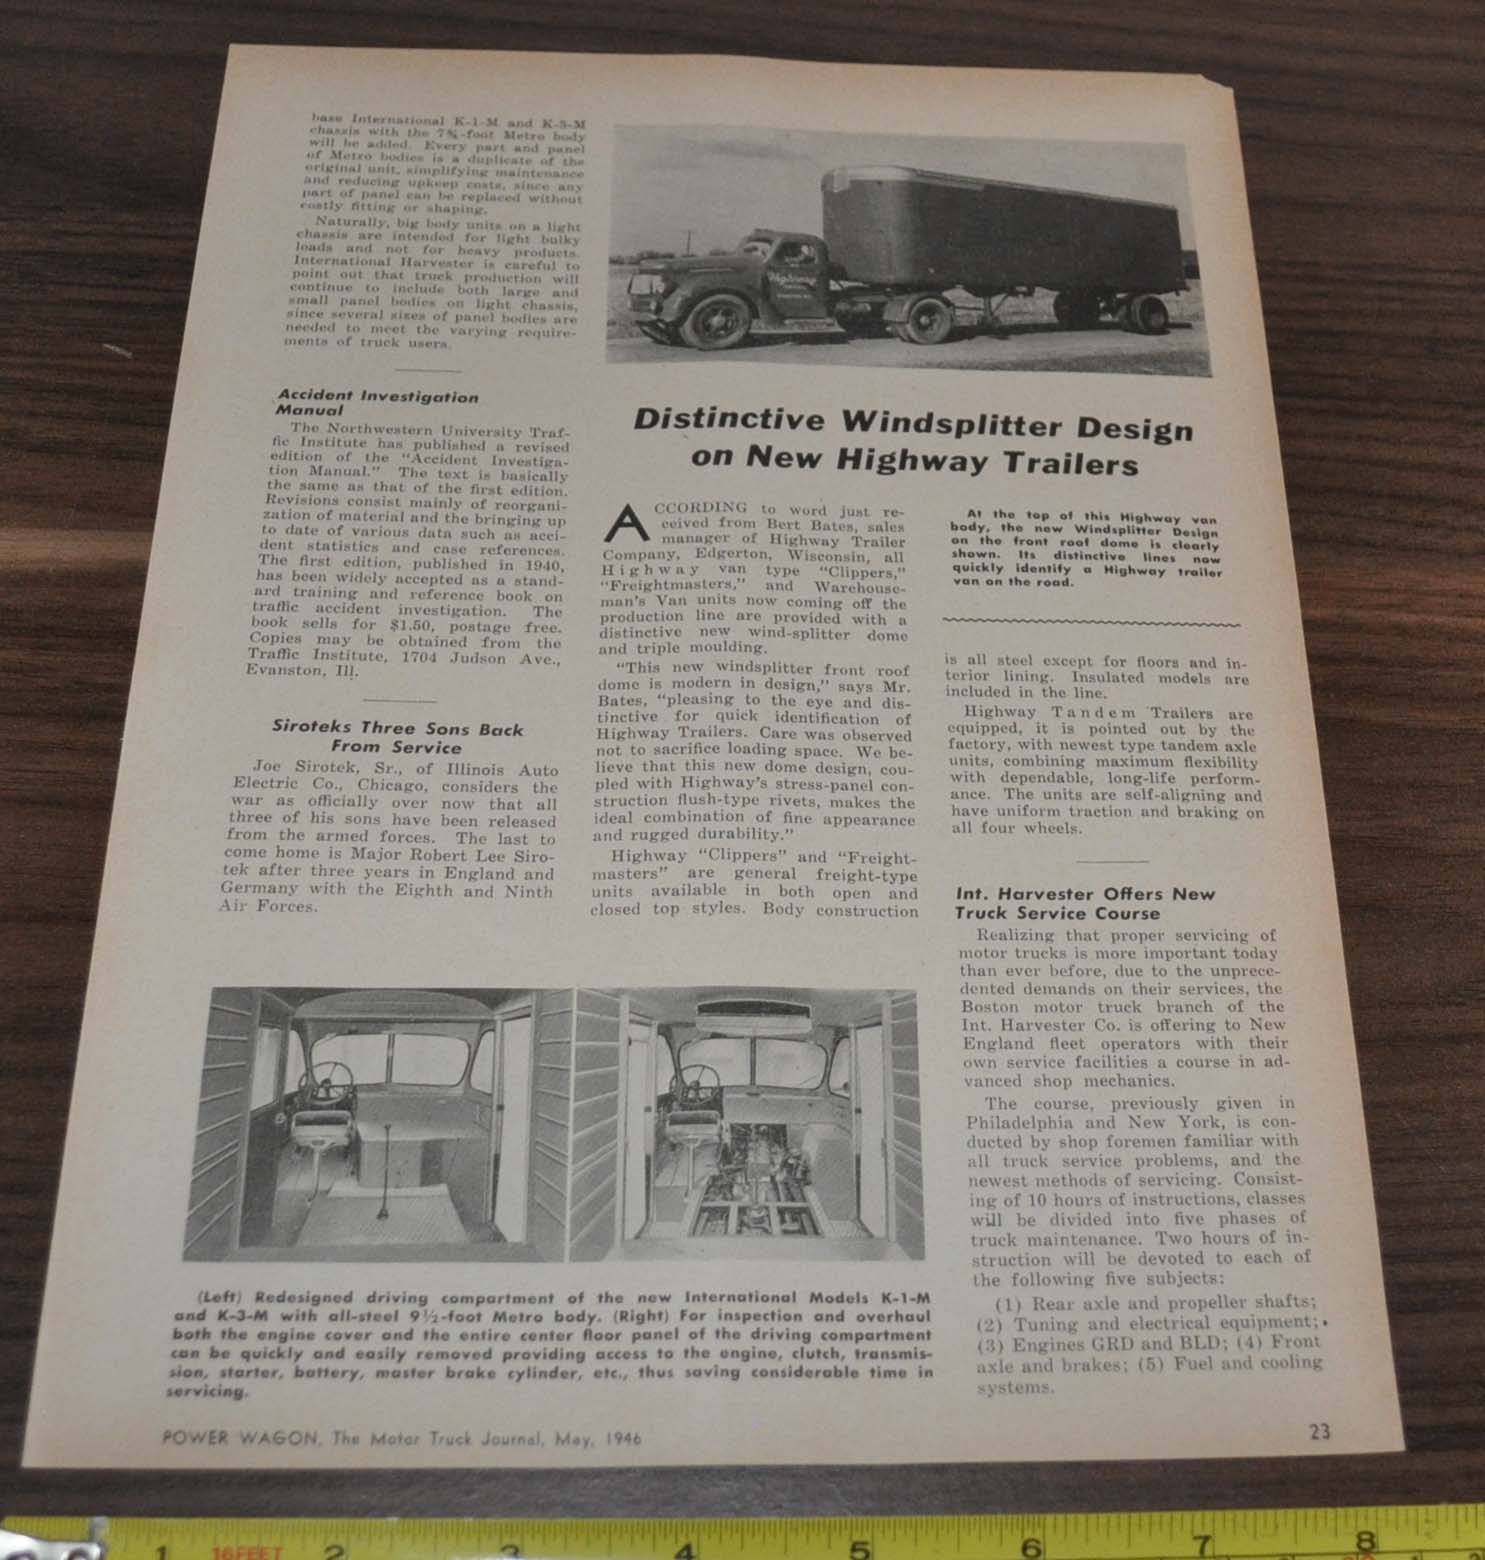 base International K-1-M and K-3-M
chassis with the 7¾-foot Metro body
will be added. Every part and panel
of Metro bodies is a duplicate of the
original unit, simplifying maintenance
and reducing upkeep costs, since any
part of panel can be replaced without
costly fitting or shaping.
Naturally, big body units on a light
chassis are intended for light bulky
loads and not for heavy products.
International Harvester is careful to
point out that truck production will
continue to include both large and
small panel bodies on light chassis,
since several sizes of panel bodies are
needed to meet the varying require-
ments of truck users.
Accident Investigation
Manual
The Northwestern University Traf-
fic Institute has published a revised
edition of the "Accident Investiga-
tion Manual." The text is basically
the same as that of the first edition.
Revisions consist mainly of reorgani-
zation of material and the bringing up
to date of various data such as acci-
dent statistics and case references.
The first edition, published in 1940,
has been widely accepted as a stand-
ard training and reference book on
traffic accident investigation. The
book sells for $1.50, postage free.
Copies may be obtained from the
Traffic Institute, 1704 Judson Ave.,
Evanston, Ill.
Siroteks Three Sons Back
From Service
Joe Sirotek, Sr., of Illinois Auto
Electric Co., Chicago, considers the
war as officially over now that all
three of his sons have been released
from the armed forces. The last to
come home is Major Robert Lee Siro-
tek after three years in England and
Germany with the Eighth and Ninth
Air Forces.
Distinctive Windsplitter Design
on New Highway Trailers
ACCORDING to word just re-
ceived from Bert Bates, sales
manager of Highway Trailer
Company, Edgerton, Wisconsin, all
Highway van type "Clippers,"
"Freightmasters," and Warehouse-
man's Van units now coming off the
production line are provided with a
distinctive new wind-splitter dome
and triple moulding.
"This new windsplitter front roof
dome is modern in design," says Mr.
Bates, "pleasing to the eye and dis-
tinctive for quick identification of
Highway Trailers. Care was observed
not to sacrifice loading space. We be-
lieve that this new dome design, cou-
pled with Highway's stress-panel con-
struction flush-type rivets, makes the
ideal combination of fine appearance
and rugged durability."
Highway "Clippers" and "Freight-
masters" are general freight-type
units available in both open and
closed top styles. Body construction
At the top of this Highway van
body, the new Windsplitter Design
on the front roof dome is clearly
shown. Its distinctive lines now
quickly identify a Highway trailer
van on the road.
is all steel except for floors and in-
terior lining. Insulated models are
included in the line.
Highway Tandem Trailers are
equipped, it is pointed out by the
factory, with newest type tandem axle
units, combining maximum flexibility
with dependable, long-life perform-
ance. The units are self-aligning and
have uniform traction and braking on
all four wheels.
Int. Harvester Offers New
Truck Service Course
Realizing that proper servicing of
motor trucks is more important today
than ever before, due to the unprece-
dented demands on their services, the
Boston motor truck branch of the
Int. Harvester Co. is offering to New
England fleet operators with their
own service facilities a course in ad-
vanced shop mechanics.
The course, previously given in
Philadelphia and New York, is con-
ducted by shop foremen familiar with
all truck service problems, and the
newest methods of servicing. Consist-
ing of 10 hours of instructions, classes
will be divided into five phases of
truck maintenance. Two hours of in-
struction will be devoted to each of
the following five subjects:
(1) Rear axle and propeller shafts;
(2) Tuning and electrical equipment;
(3) Engines GRD and BLD; (4) Front
axle and brakes; (5) Fuel and cooling
systems.
(Left) Redesigned driving compartment of the new International Models K-1-M
and K-3-M with all-steel 9½-foot Metro body. (Right) For inspection and overhaul
both the engine cover and the entire center floor panel of the driving compartment
can be quickly and easily removed providing access to the engine, clutch, transmis-
sion, starter, battery, master brake cylinder, etc., thus saving considerable time in
servicing.
POWER WAGON, The Motor Truck Journal, May, 1946
23
1 16FEET 2 3 4 5 6 7 8